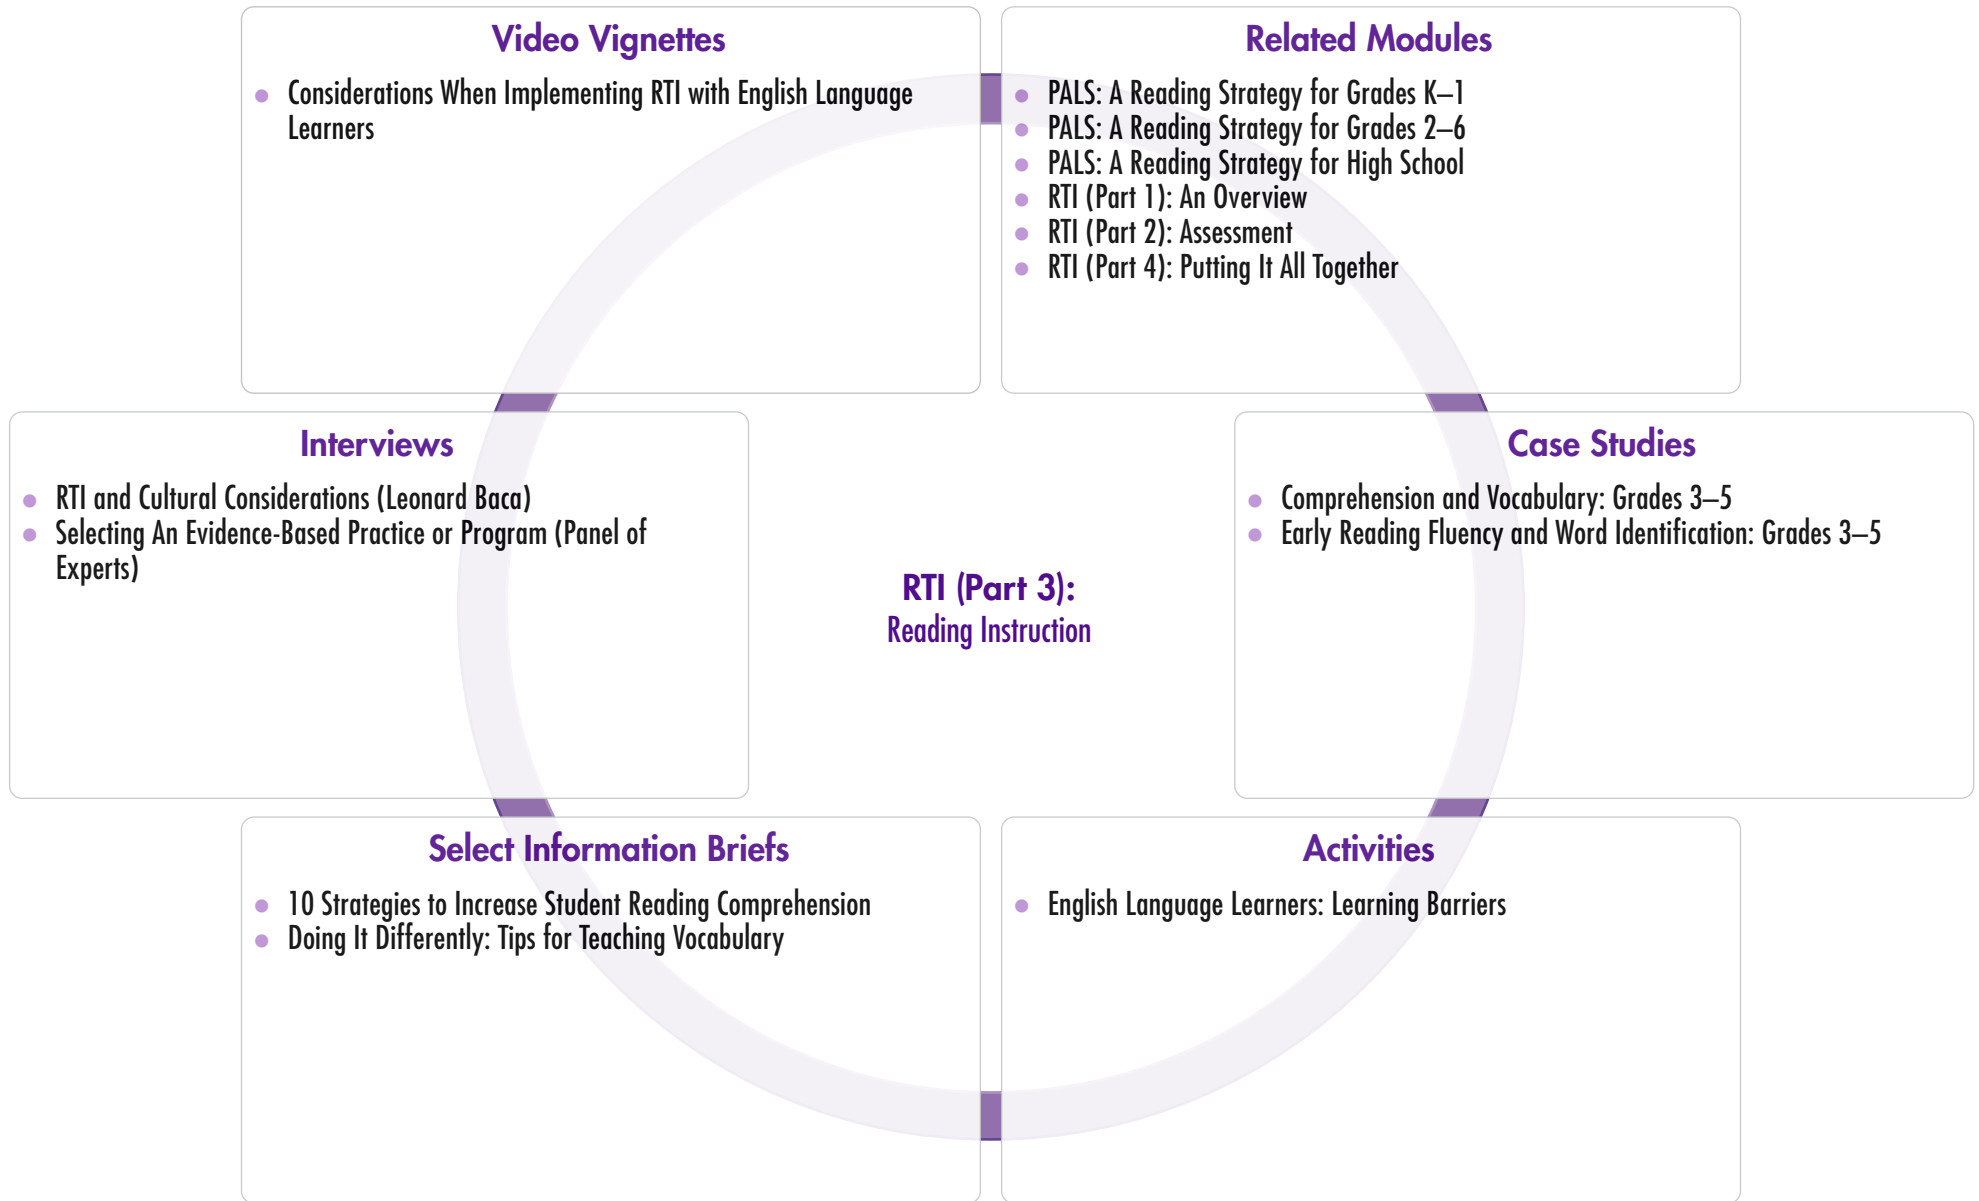 Video Vignettes
Considerations When Implementing RTI with English Language
Learners
Related Modules
PALS: A Reading Strategy for Grades K–1
PALS: A Reading Strategy for Grades 2–6
PALS: A Reading Strategy for High School
RTI (Part 1): An Overview
RTI (Part 2): Assessment
RTI (Part 4): Putting It All Together
Interviews
RTI and Cultural Considerations (Leonard Baca)
Selecting An Evidence-Based Practice or Program (Panel of
Experts)
RTI (Part 3):
Reading Instruction
Case Studies
Comprehension and Vocabulary: Grades 3–5
Early Reading Fluency and Word Identification: Grades 3–5
Select Information Briefs
10 Strategies to Increase Student Reading Comprehension
Doing It Differently: Tips for Teaching Vocabulary
Activities
English Language Learners: Learning Barriers